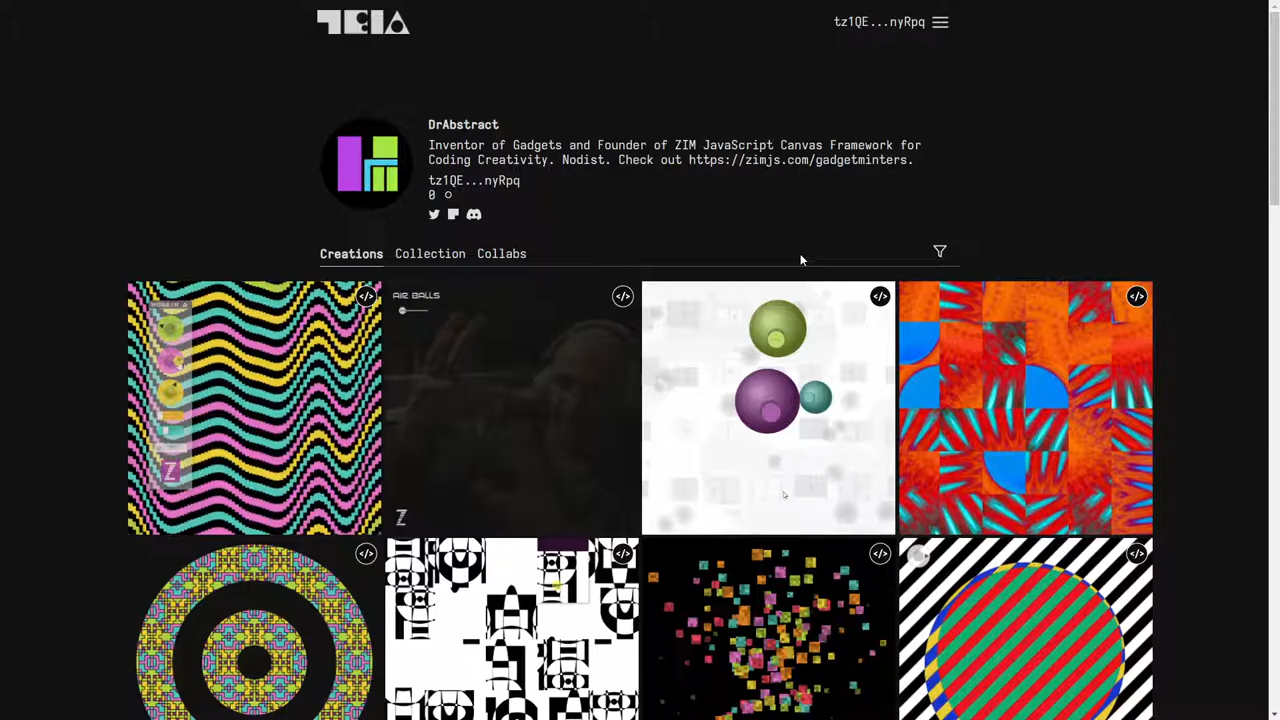 TEIA
tz1QE...nyRpq
DrAbstract
Inventor of Gadgets and Founder of ZIM JavaScript Canvas Framework for
Coding Creativity. Nodist. Check out https://zimjs.com/gadgetminters.
tz1QE...nyRpq
0
Creations Collection Collabs
</>
AIR BALLS
</>
</>
</>
Z
Z
</>
</>
</>
</>